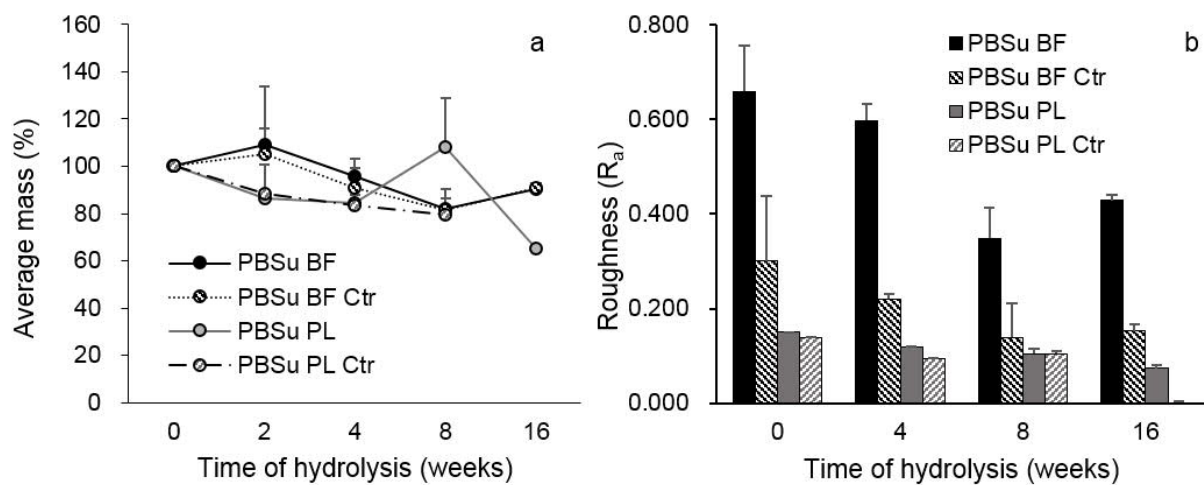 a
Average mass (%)
160
140
120
100
80
60
40
20
0
PBSu BF
PBSu BF Ctr
PBSu PL
PBSu PL Ctr
0 2 4 8 16
Time of hydrolysis (weeks)
b
Roughness (Ra)
0.800
0.600
0.400
0.200
0.000
PBSu BF
PBSu BF Ctr
PBSu PL
PBSu PL Ctr
0 4 8 16
Time of hydrolysis (weeks)